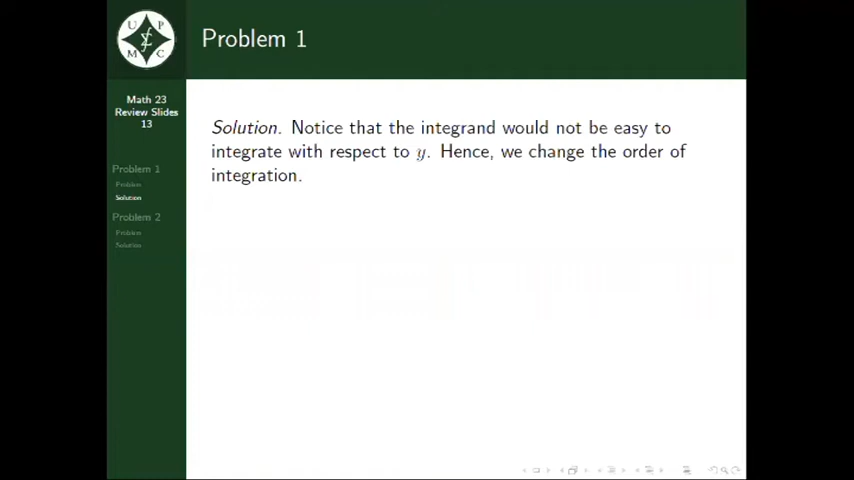 U P
M C
Problem 1
Math 23
Review Slides
13
Problem 1
Problem
Solution
Problem 2
Problem
Solution
Solution. Notice that the integrand would not be easy to
integrate with respect to y. Hence, we change the order of
integration.